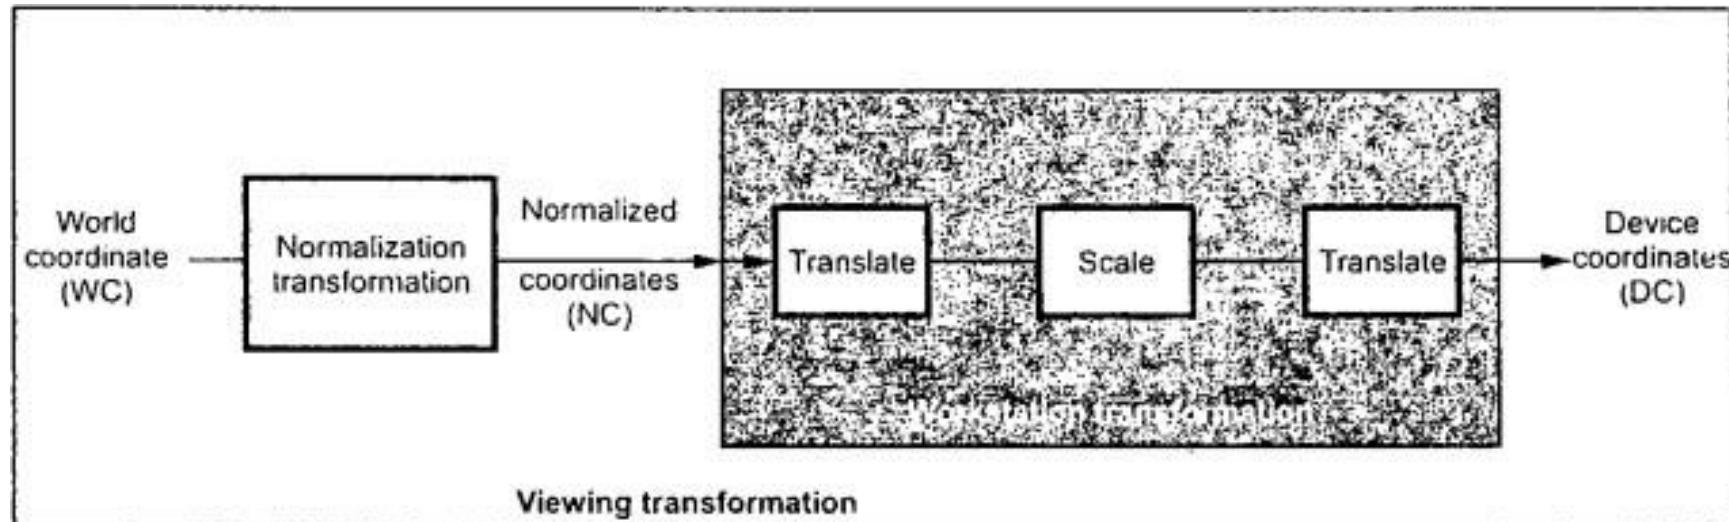 World
coordinate
(WC)
Normalization
transformation
Normalized
coordinates
(NC)
Translate
Scale
Translate
Device
coordinates
(DC)
Workstation transformation
Viewing transformation